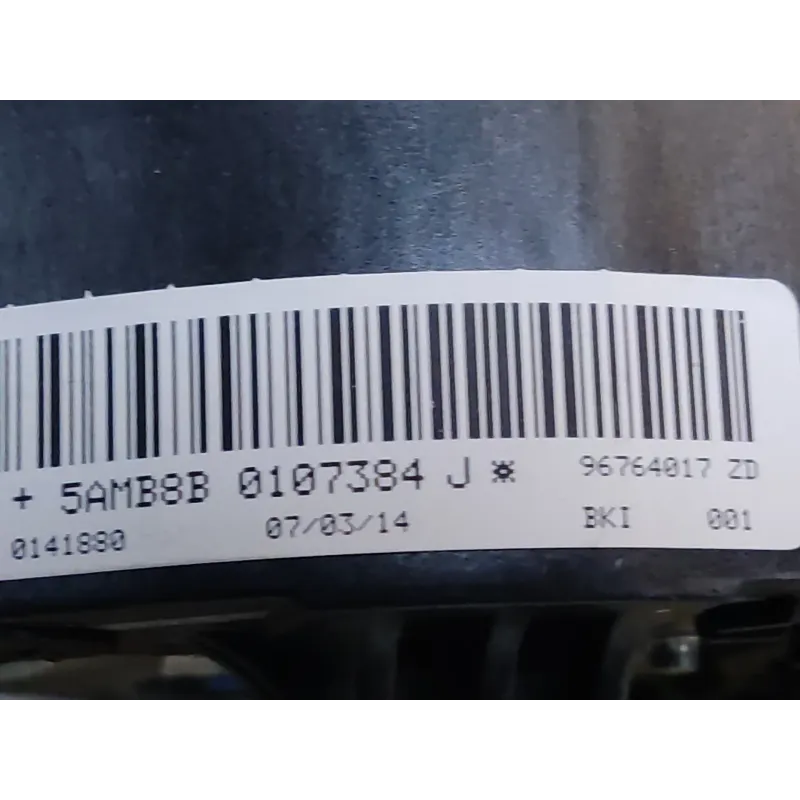 + 5AMB8B 0107384 J * 96764017 ZD
0141880 07/03/14 BKI 001